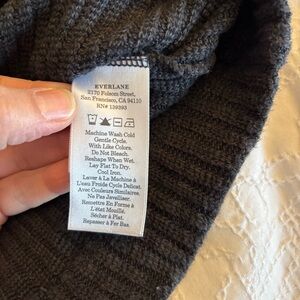 EVERLANE
2170 Folsom Street,
San Francisco, CA 94110
RN# 139393
Machine Wash Cold
Gentle Cycle.
With Like Colors.
Do Not Bleach.
Reshape When Wet.
Lay Flat To Dry.
Cool Iron.
Laver à La Machine à
L'eau Froide Cycle Delicat.
Avec Couleurs Similaires.
Ne Pas Javelliser.
Remettre En Forme à
L'état Mouillé.
Sécher à Plat.
Repasser à Fer Bas